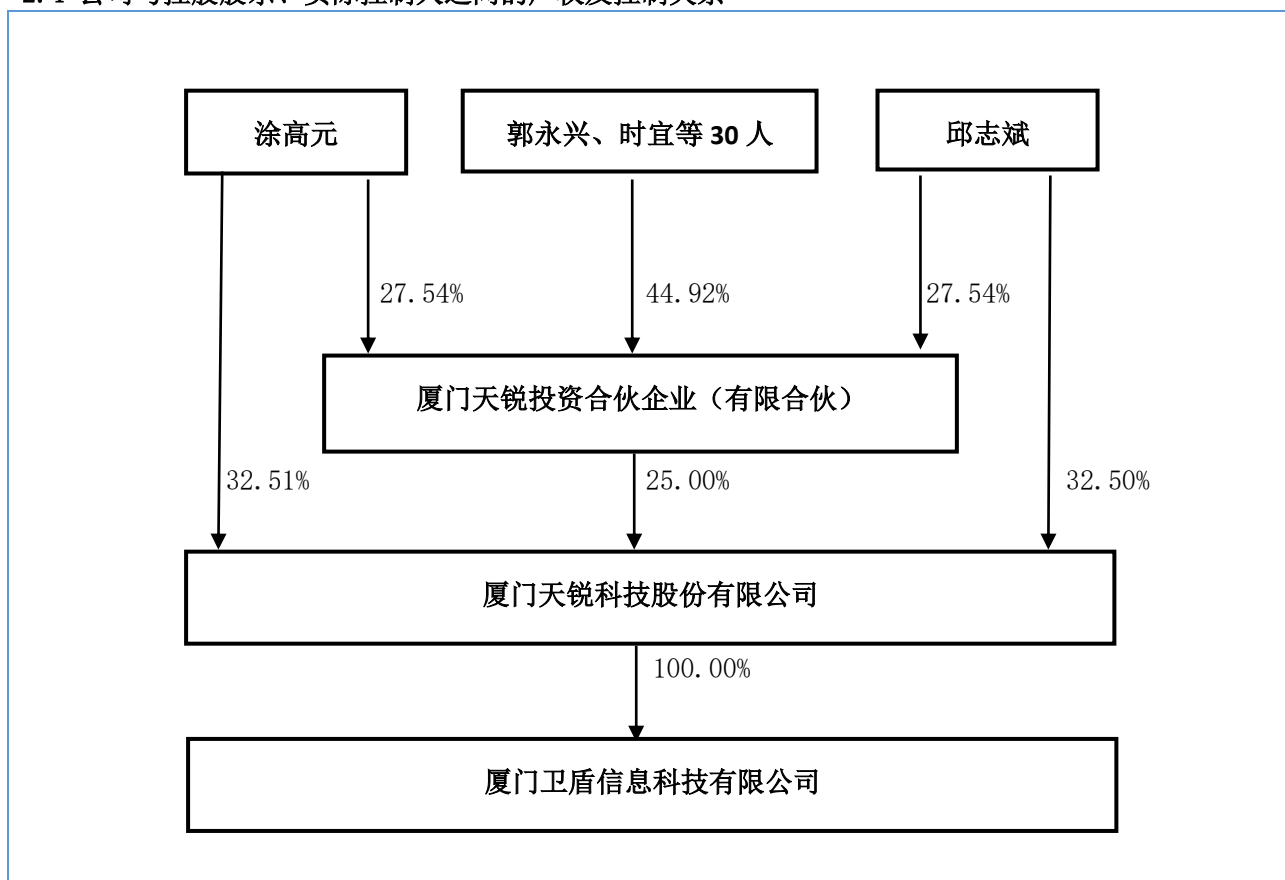 涂高元
郭永兴、时宜等 30 人
邱志斌
27.54%
44.92%
27.54%
厦门天锐投资合伙企业（有限合伙）
32.51%
25.00%
32.50%
厦门天锐科技股份有限公司
100.00%
厦门卫盾信息科技有限公司